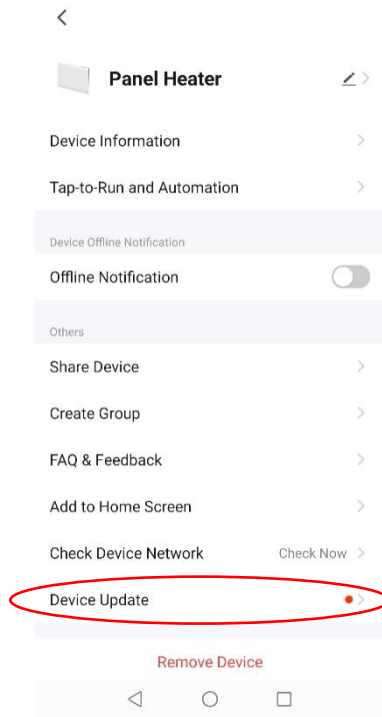 Panel Heater
Device Information
Tap-to-Run and Automation
Device Offline Notification
Offline Notification
Others
Share Device
Create Group
FAQ & Feedback
Add to Home Screen
Check Device Network Check Now
Device Update
Remove Device